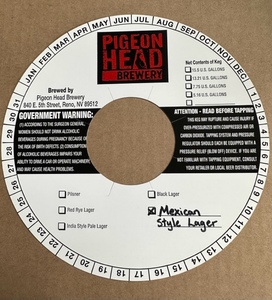 JAN FEB MAR APR MAY JUN JUL AUG SEP OCT NOV DEC
PIGEON
HEAD
BREWERY
Net Contents of Keg
15.5 U.S. GALLONS
13.21 U.S. GALLONS
7.75 U.S. GALLONS
5.16 U.S. GALLONS
Brewed by
Pigeon Head Brewery
840 E. 5th Street, Reno, NV 89512
GOVERNMENT WARNING:
(1) ACCORDING TO THE SURGEON GENERAL,
WOMEN SHOULD NOT DRINK ALCOHOLIC
BEVERAGES DURING PREGNANCY BECAUSE OF
THE RISK OF BIRTH DEFECTS. (2) CONSUMPTION
OF ALCOHOLIC BEVERAGES IMPAIRS YOUR
ABILITY TO DRIVE A CAR OR OPERATE MACHINERY,
AND MAY CAUSE HEALTH PROBLEMS
ATTENTION - READ BEFORE TAPPING
THIS KEG MAY RUPTURE AND CAUSE INJURY IF
OVER-PRESSURIZED WITH COMPRESSED AIR OR
CARBON DIOXIDE. TAPPING SYSTEM AND PRESSURE
REGULATOR SHOULD EACH BE EQUIPPED WITH A
PRESSURE RELIEF (BLOW OFF) DEVICE. IF YOU ARE
NOT FAMILIAR WITH TAPPING EQUIPMENT, CONSULT
YOUR RETAILER OR LOCAL BEER DISTRIBUTOR
Pilsner
Black Lager
Red Rye Lager
Mexican
Style Lager
India Style Pale Lager
1 2 3 4 5 6 7 8 9 10 11 12 13 14 15 16 17 18 19 20 21 22 23 24 25 26 27 28 29 30 31